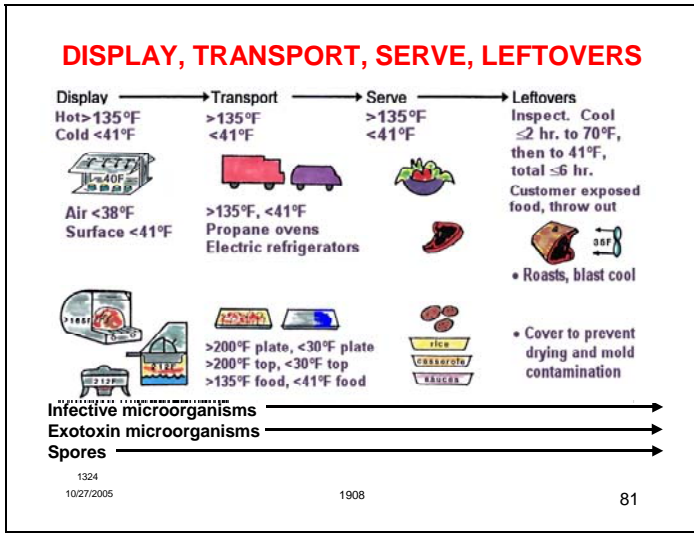 DISPLAY, TRANSPORT, SERVE, LEFTOVERS
Display
Hot>135°F
Cold <41°F
40F
Air <38°F
Surface <41°F
>165F
212F
212F
Transport
>135°F
<41°F
>135°F, <41°F
Propane ovens
Electric refrigerators
>200°F plate, <30°F plate
>200°F top, <30°F top
>135°F food, <41°F food
Serve
>135°F
<41°F
rice
casserole
sauces
Leftovers
Inspect. Cool
≤2 hr. to 70°F,
then to 41°F,
total ≤6 hr.
Customer exposed
food, throw out
• Roasts, blast cool
• Cover to prevent
drying and mold
contamination
Infective microorganisms
Exotoxin microorganisms
Spores
1324
10/27/2005
1908
81